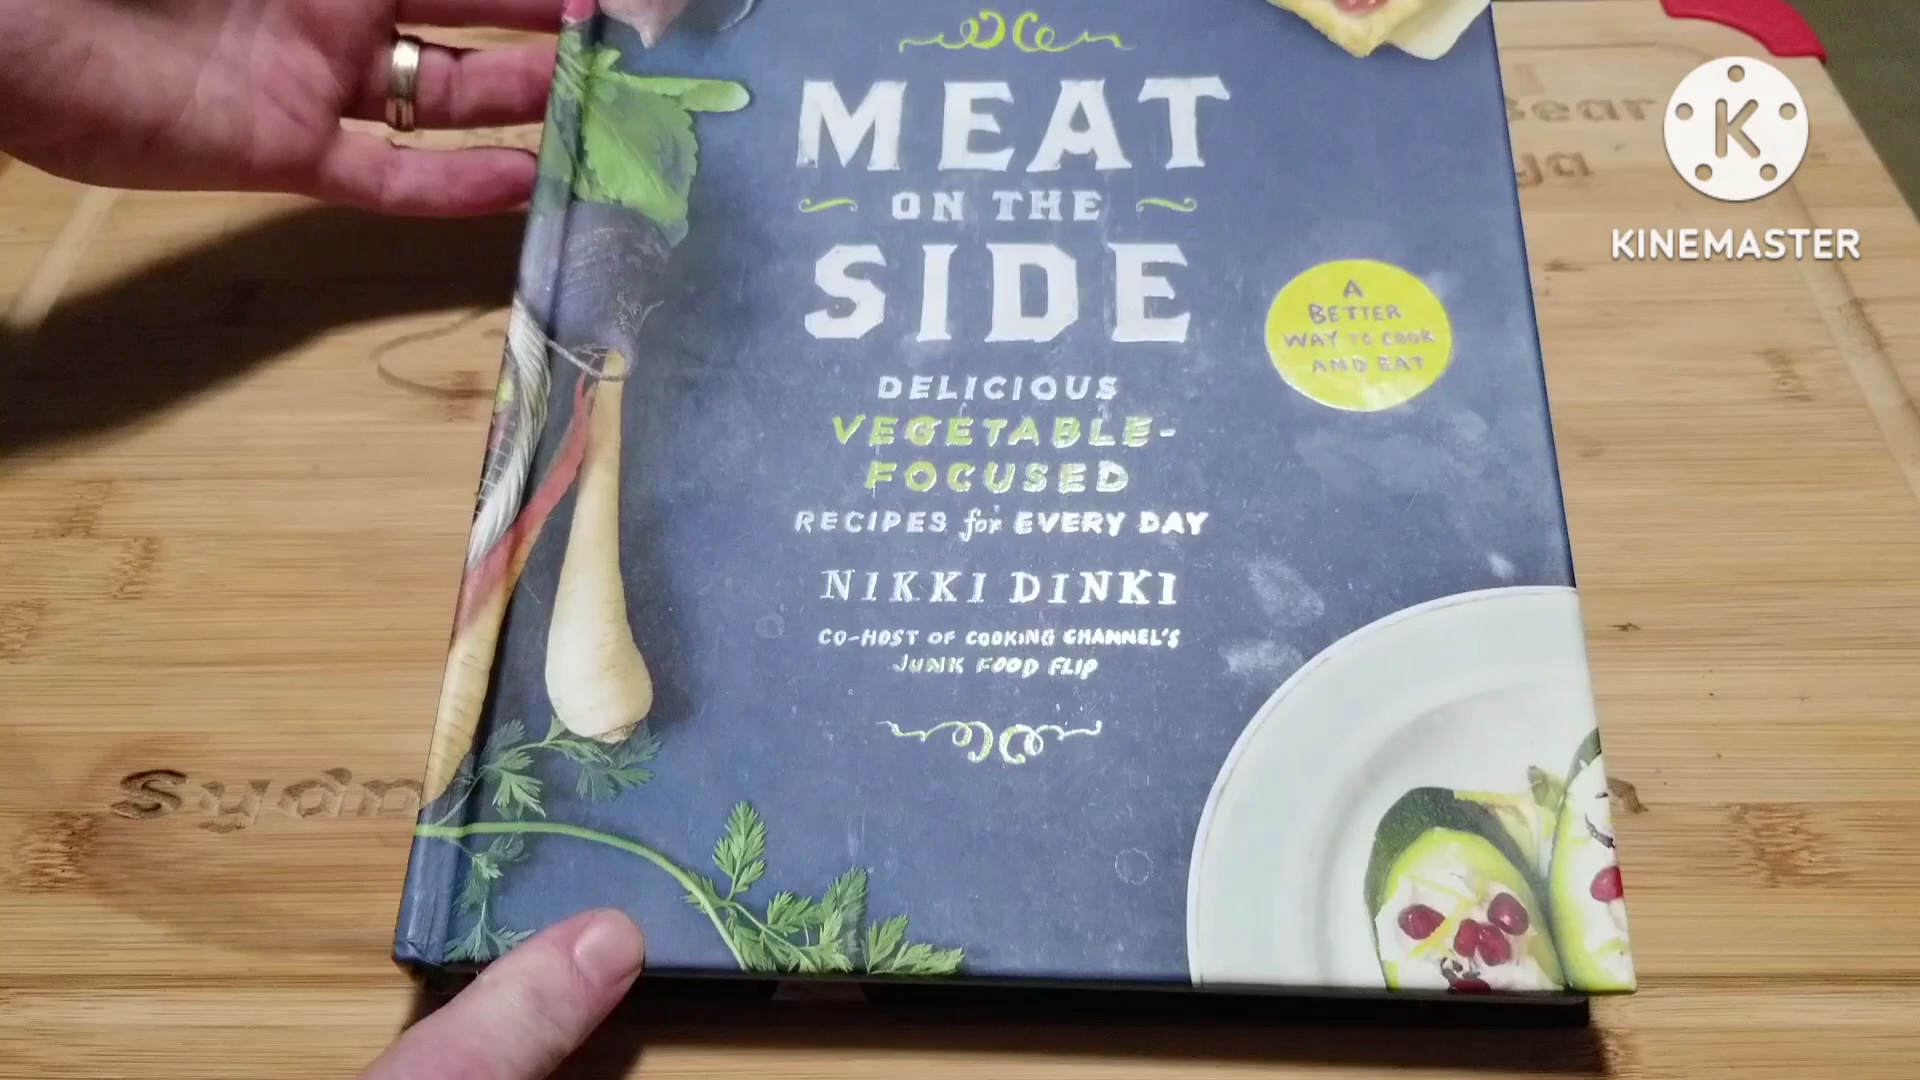 MEAT
ON THE
SIDE
DELICIOUS
VEGETABLE-
FOCUSED
RECIPES for EVERY DAY
NIKKI DINKI
CO-HOST OF COOKING CHANNEL'S
JUNK FOOD FLIP
A
BETTER
WAY TO COOK
AND EAT
K
KINEMASTER